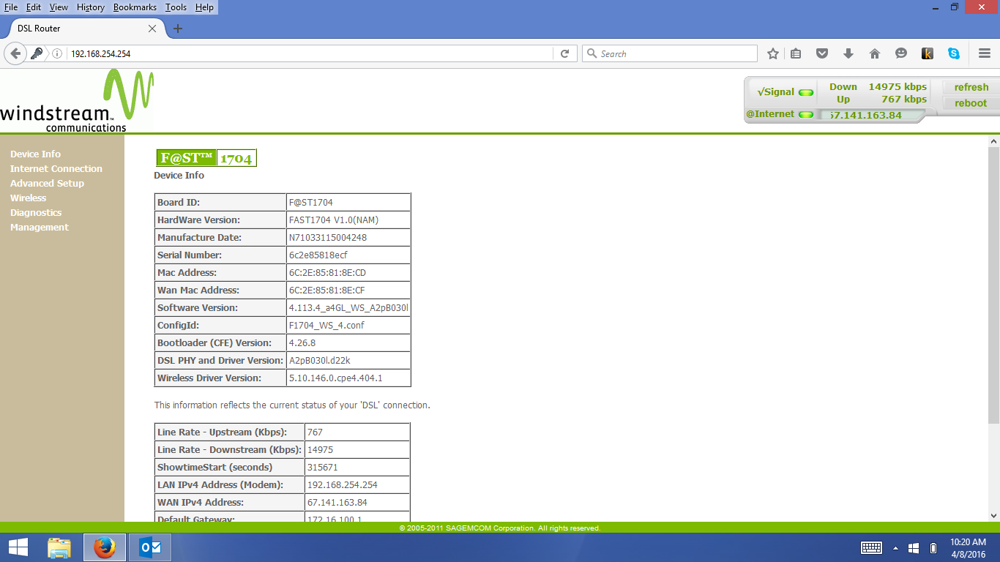 File Edit View History Bookmarks Tools Help
DSL Router
192.168.254.254
Search
windstream™
communications
√Signal Down 14975 kbps refresh
Up 767 kbps reboot
@Internet 67.141.163.84
Device Info
Internet Connection
Advanced Setup
Wireless
Diagnostics
Management
F@ST™ 1704
Device Info
Board ID: F@ST1704
HardWare Version: FAST1704 V1.0(NAM)
Manufacture Date: N71033115004248
Serial Number: 6c2e85818ecf
Mac Address: 6C:2E:85:81:8E:CD
Wan Mac Address: 6C:2E:85:81:8E:CF
Software Version: 4.113.4_a4GL_WS_A2pB030l
ConfigId: F1704_WS_4.conf
Bootloader (CFE) Version: 4.26.8
DSL PHY and Driver Version: A2pB030l.d22k
Wireless Driver Version: 5.10.146.0.cpe4.404.1
This information reflects the current status of your 'DSL' connection.
Line Rate - Upstream (Kbps): 767
Line Rate - Downstream (Kbps): 14975
ShowtimeStart (seconds) 315671
LAN IPv4 Address (Modem): 192.168.254.254
WAN IPv4 Address: 67.141.163.84
Default Gateway: 172.16.100.1
© 2005-2011 SAGEMCOM Corporation. All rights reserved.
10:20 AM
4/8/2016